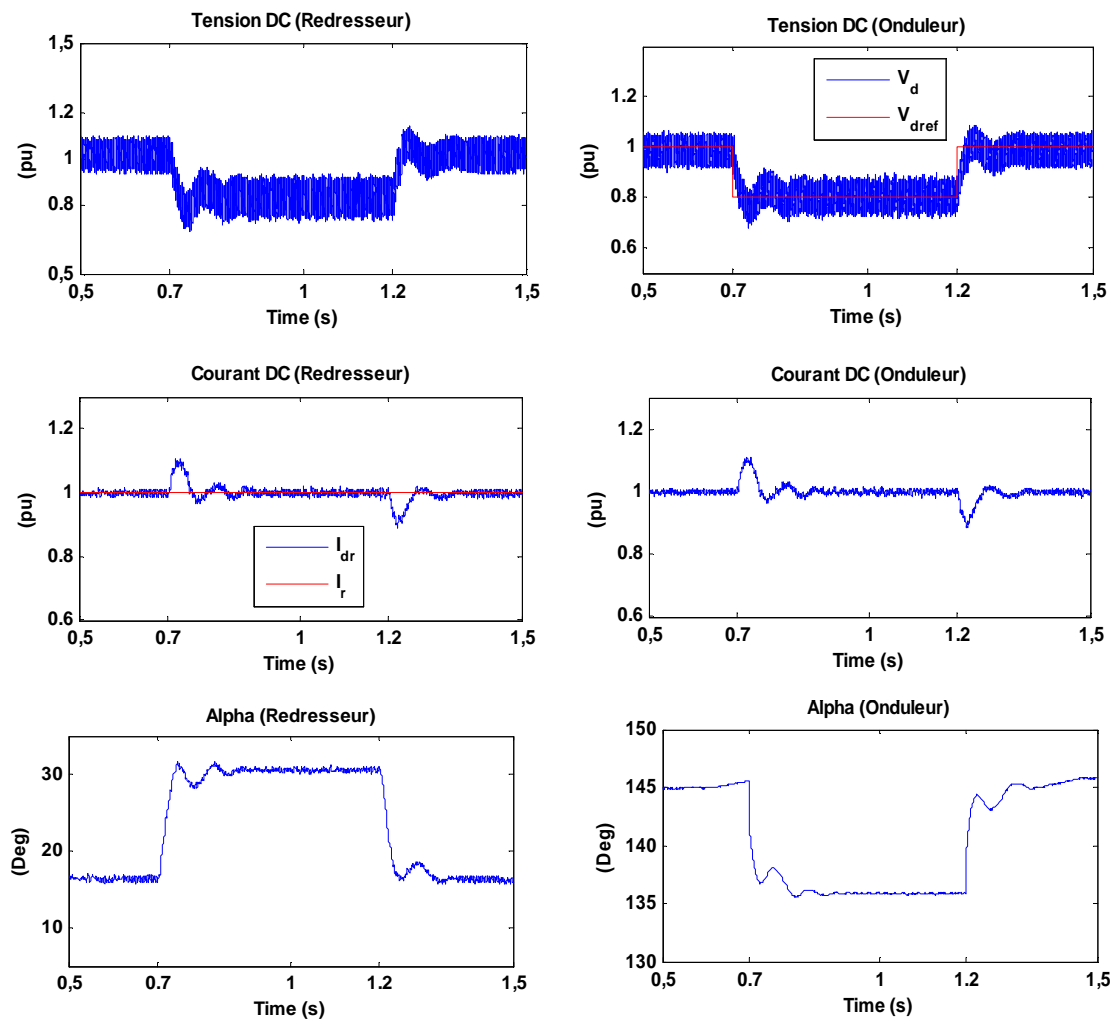 Tension DC (Redresseur)
1,5
1.2
1
0.8
0,5
(pu)
0,5
0.7
1
1.2
1,5
Time (s)
Tension DC (Onduleur)
1.2
1
0.8
0.6
(pu)
V_d
V_dref
0,5
0.7
1
1.2
1,5
Time (s)
Courant DC (Redresseur)
1.2
1
0.8
0.6
(pu)
I_dr
I_r
0,5
0.7
1
1.2
1,5
Time (s)
Courant DC (Onduleur)
1.2
1
0.8
0.6
(pu)
0,5
0.7
1
1.2
1,5
Time (s)
Alpha (Redresseur)
30
20
10
(Deg)
0,5
0.7
1
1.2
1,5
Time (s)
Alpha (Onduleur)
150
145
140
135
130
(Deg)
0,5
0.7
1
1.2
1,5
Time (s)